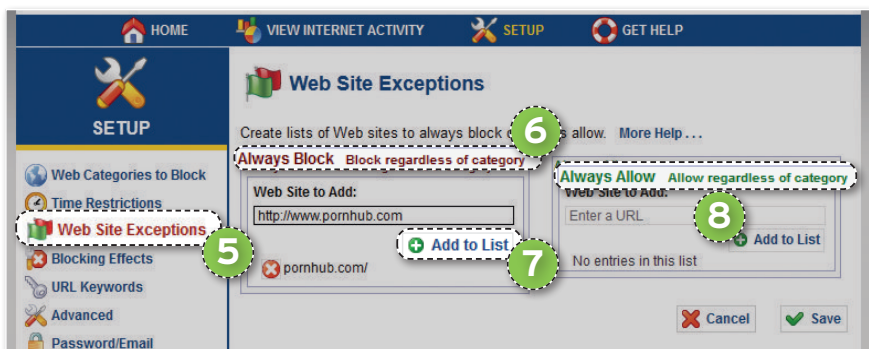 HOME VIEW INTERNET ACTIVITY SETUP GET HELP
SETUP
Web Categories to Block
Time Restrictions
Web Site Exceptions
5
Blocking Effects
URL Keywords
Advanced
Password/Email
Web Site Exceptions
Create lists of Web sites to always block allow. More Help . . .
6
Always Block Block regardless of category
Web Site to Add:
http://www.pornhub.com
Add to List
7
pornhub.com/
Always Allow Allow regardless of category
Web Site to Add:
8
Enter a URL
Add to List
No entries in this list
Cancel Save